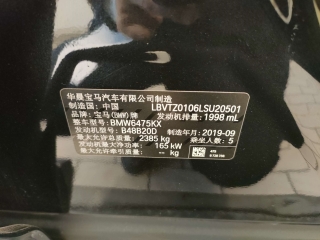 华晨宝马汽车有限公司制造
制造国：中国 LBVTZ0106LSU20501
品牌：宝马(BMW)牌 发动机排量：1998 mL
整车型号：BMW6475KX
发动机型号：B48B20D 制造年月：2019-09
最大允许总质量：2385 kg 乘坐人数：5
发动机最大净功率：165 kW
最大允许牵引质量：-- kg